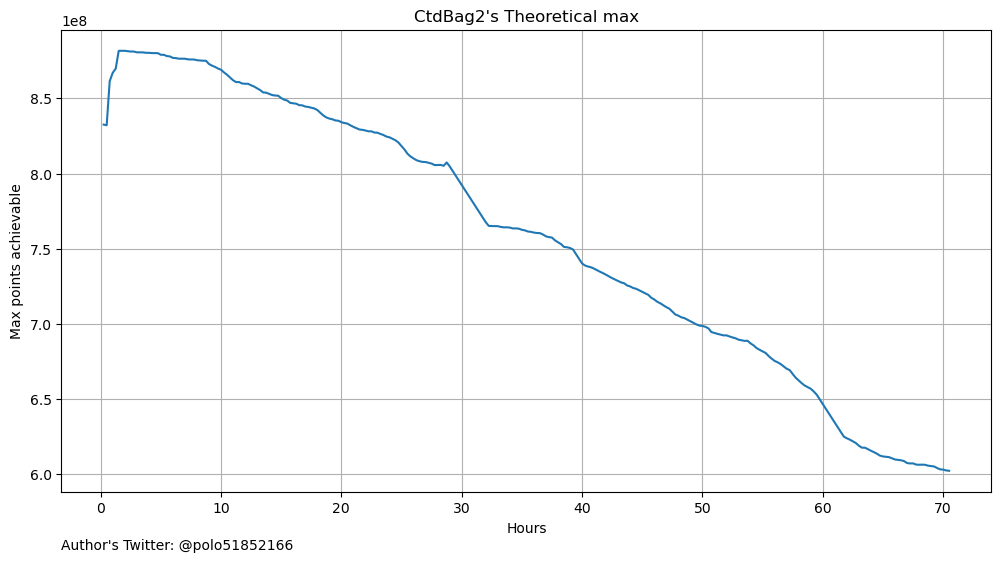 CtdBag2's Theoretical max
1e8
8.5
8.0
7.5
7.0
6.5
6.0
Max points achievable
0 10 20 30 40 50 60 70
Hours
Author's Twitter: @polo51852166